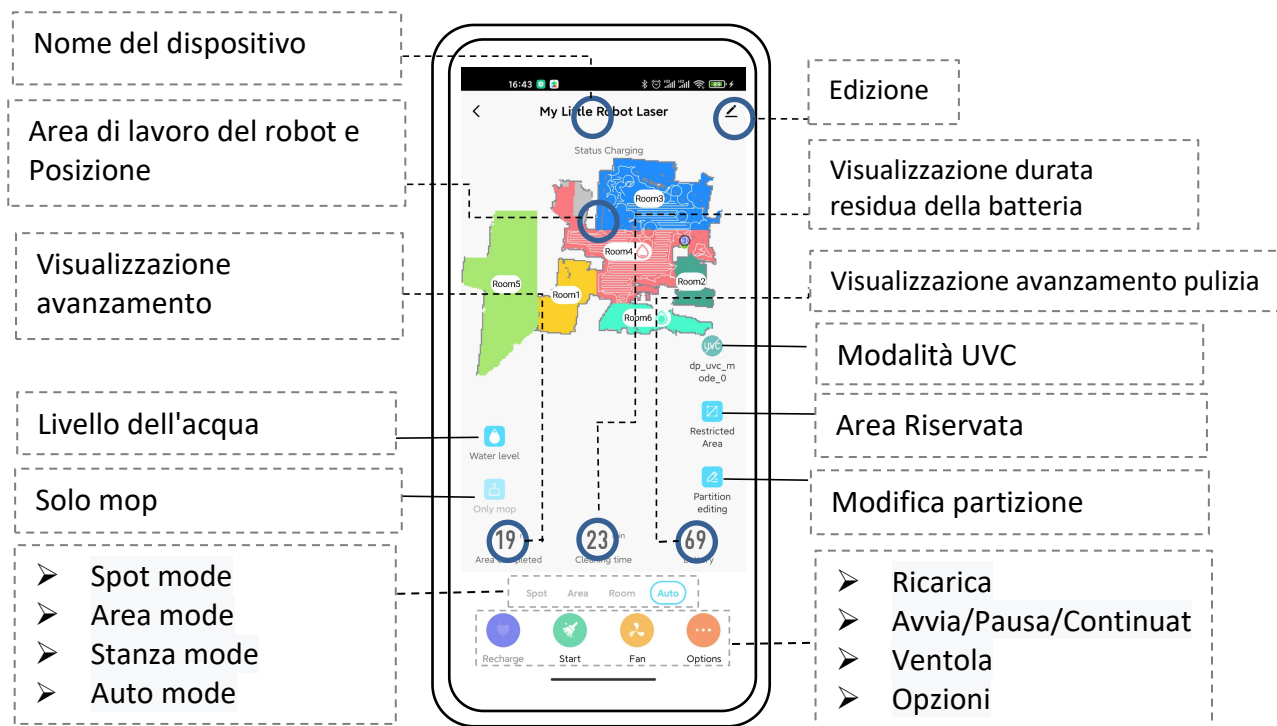 Nome del dispositivo
Area di lavoro del robot e
Posizione
Visualizzazione
avanzamento
Livello dell'acqua
Solo mop
➢ Spot mode
➢ Area mode
➢ Stanza mode
➢ Auto mode
16:43
My Little Robot Laser
Status Charging
Room3
Room4
Room5
Room1
Room2
Room6
UVC
dp_uvc_m
ode_0
Water level
Restricted
Area
Only mop
Partition
editing
19
23
69
Area completed
Cleaning time
Battery
Spot Area Room Auto
Recharge Start Fan Options
Edizione
Visualizzazione durata
residua della batteria
Visualizzazione avanzamento pulizia
Modalità UVC
Area Riservata
Modifica partizione
➢ Ricarica
➢ Avvia/Pausa/Continuat
➢ Ventola
➢ Opzioni